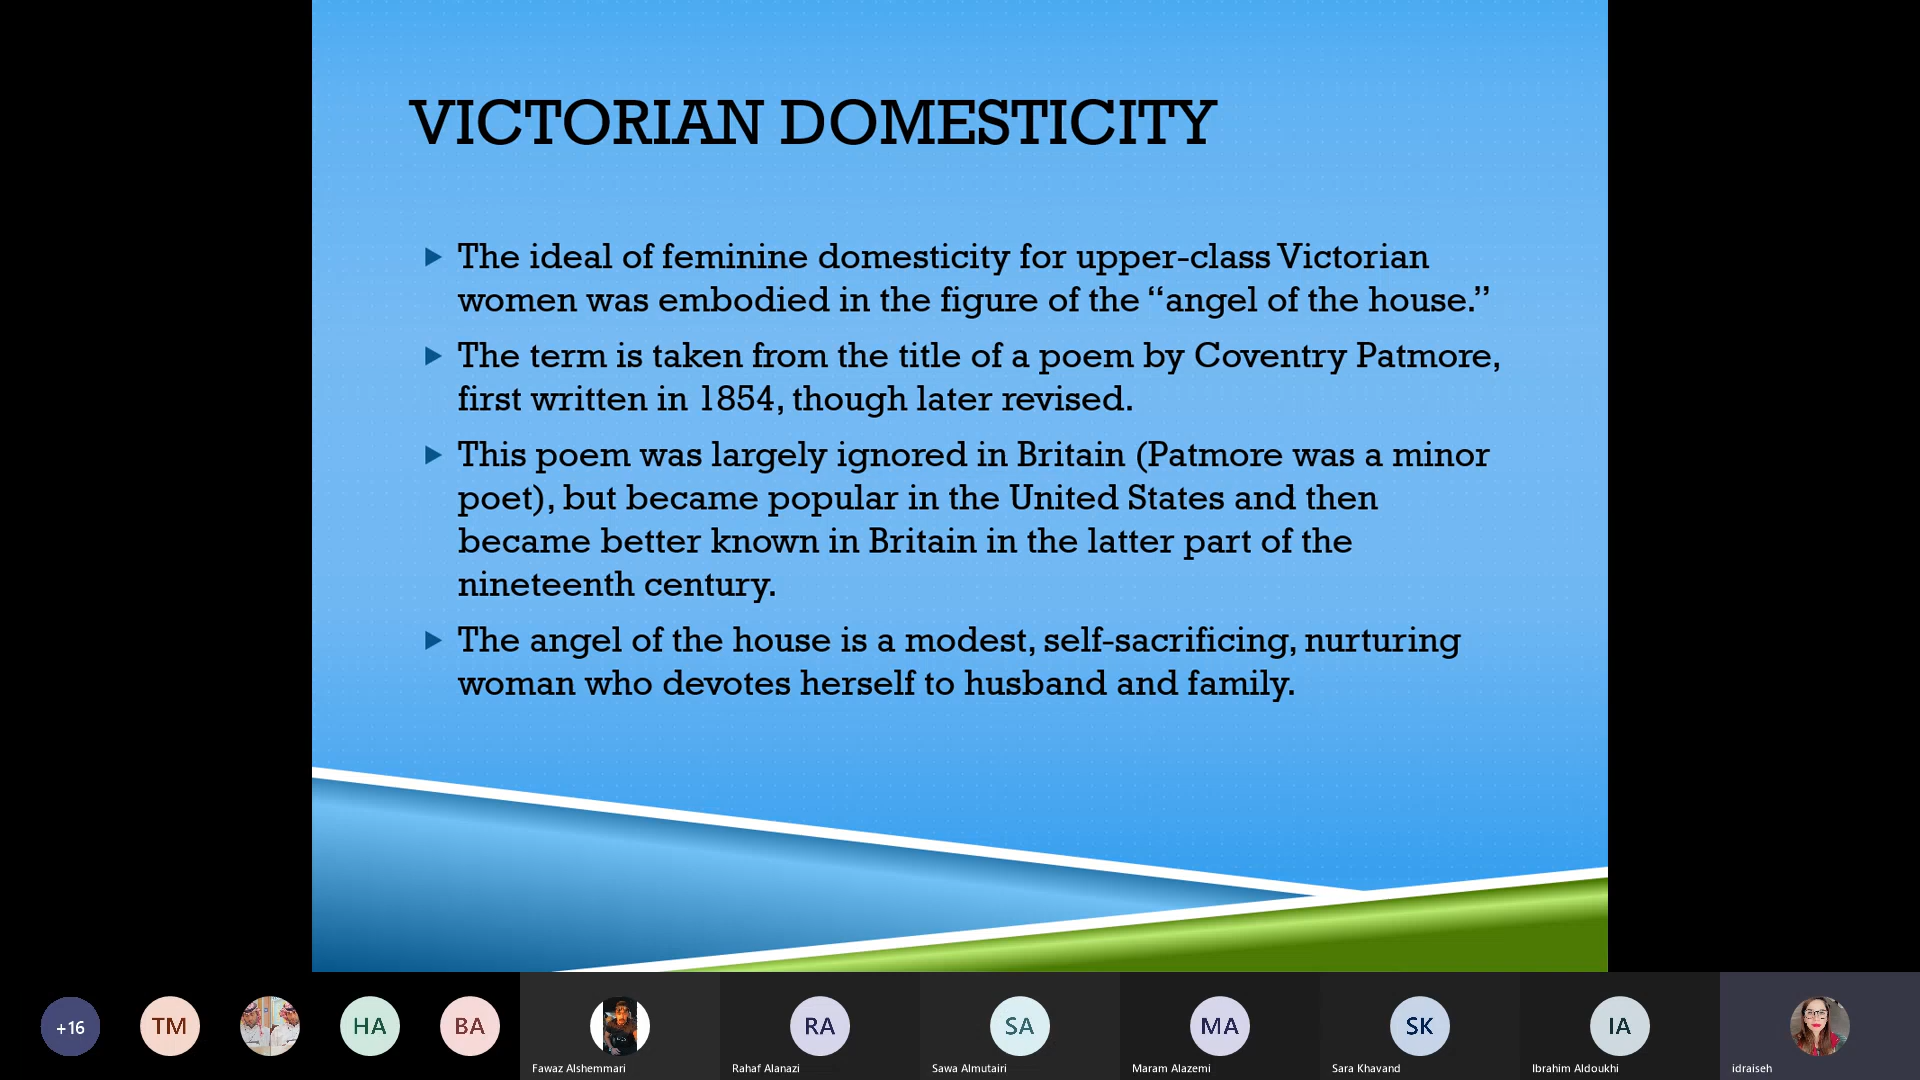 VICTORIAN DOMESTICITY
The ideal of feminine domesticity for upper-class Victorian
women was embodied in the figure of the “angel of the house.”
The term is taken from the title of a poem by Coventry Patmore,
first written in 1854, though later revised.
This poem was largely ignored in Britain (Patmore was a minor
poet), but became popular in the United States and then
became better known in Britain in the latter part of the
nineteenth century.
The angel of the house is a modest, self-sacrificing, nurturing
woman who devotes herself to husband and family.
+16
TM
HA
BA
RA
SA
MA
SK
IA
Fawaz Alshemmari
Rahaf Alanazi
Sawa Almutairi
Maram Alazemi
Sara Khavand
Ibrahim Aldoukhi
idraiseh